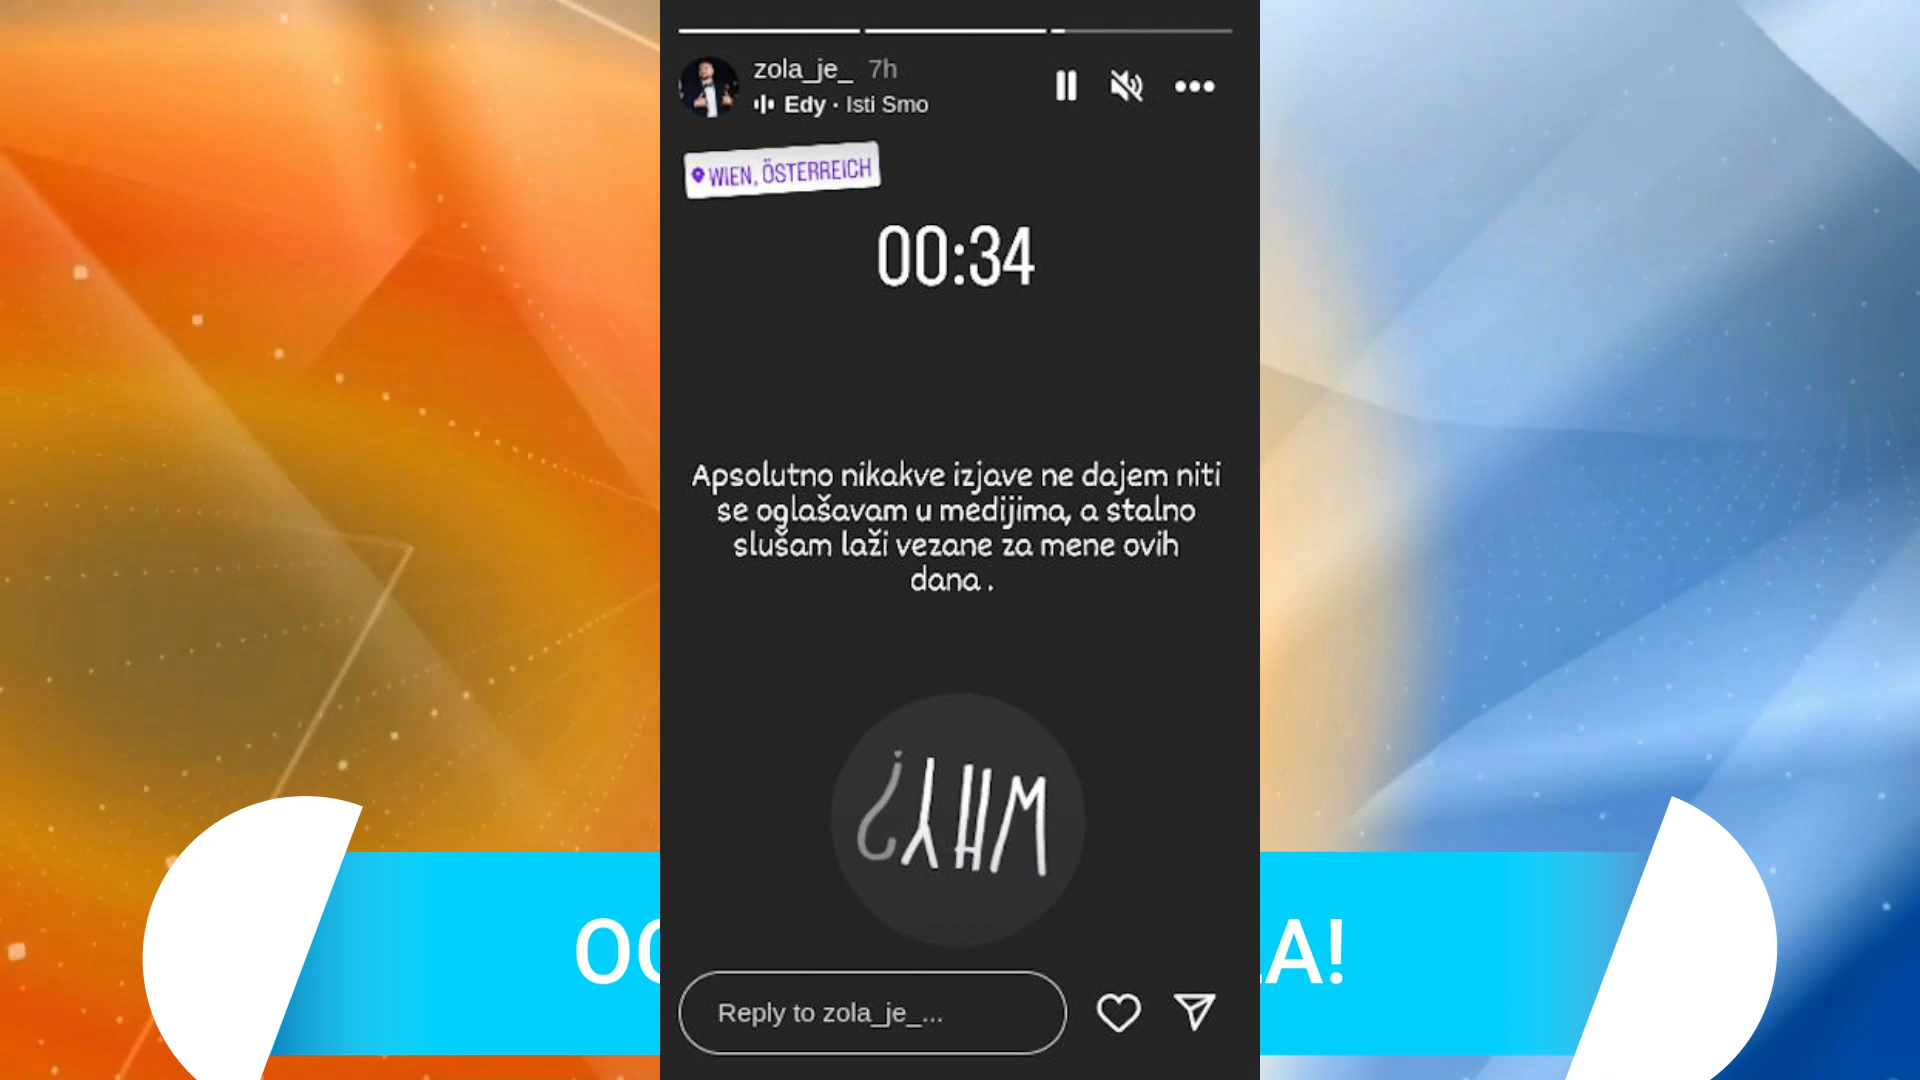 zola_je_ 7h
Edy · Isti Smo
WIEN, ÖSTERREICH
00:34
Apsolutno nikakve izjave ne dajem niti
se oglašavam u medijima, a stalno
slušam laži vezane za mene ovih
dana .
WHY?
Reply to zola_je_...
A!